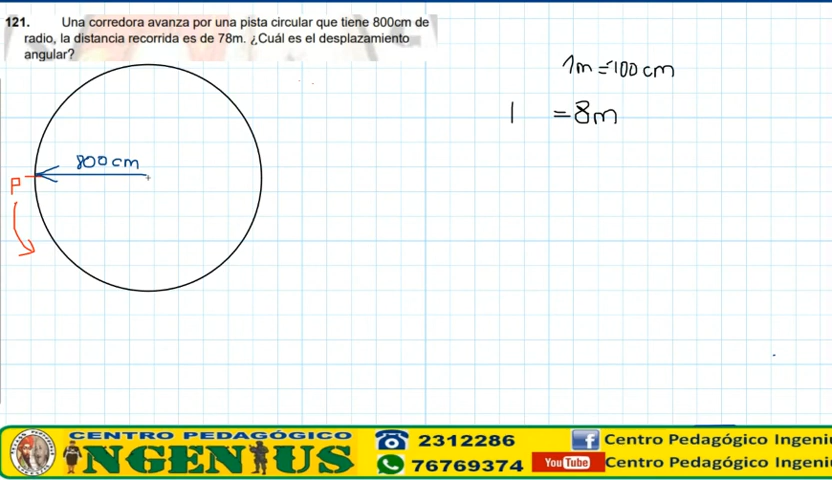 121. Una corredora avanza por una pista circular que tiene 800cm de
radio, la distancia recorrida es de 78m. ¿Cuál es el desplazamiento
angular?
1m = 100 cm
1 = 8m
800 cm
P
CENTRO PEDAGÓGICO
INGENIUS
2312286
76769374
f Centro Pedagógico Ingeni
YouTube Centro Pedagógico Ingeni